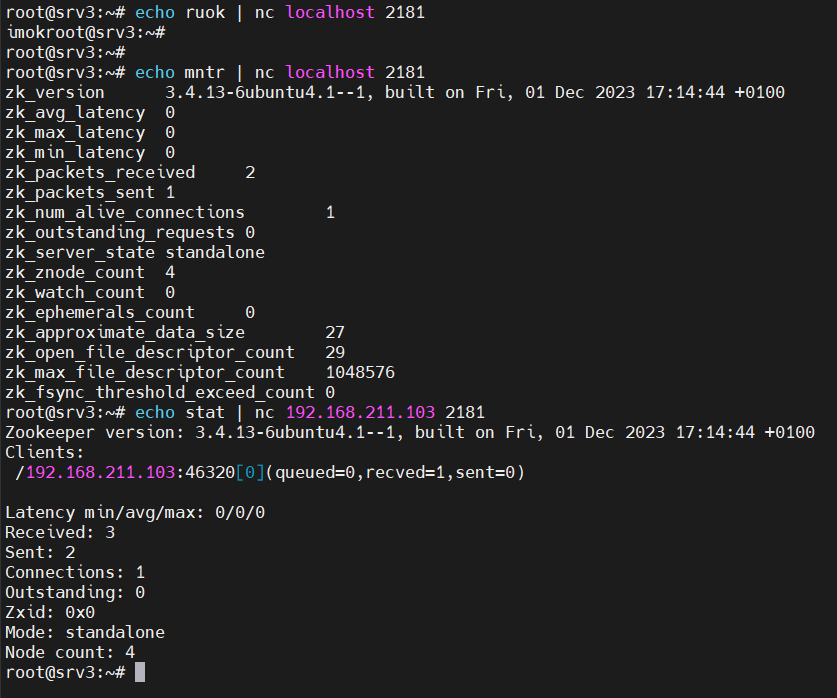 root@srv3:~# echo ruok | nc localhost 2181
imokroot@srv3:~#
root@srv3:~#
root@srv3:~# echo mntr | nc localhost 2181
zk_version      3.4.13-6ubuntu4.1--1, built on Fri, 01 Dec 2023 17:14:44 +0100
zk_avg_latency  0
zk_max_latency  0
zk_min_latency  0
zk_packets_received     2
zk_packets_sent 1
zk_num_alive_connections        1
zk_outstanding_requests 0
zk_server_state standalone
zk_znode_count  4
zk_watch_count  0
zk_ephemerals_count     0
zk_approximate_data_size        27
zk_open_file_descriptor_count   29
zk_max_file_descriptor_count    1048576
zk_fsync_threshold_exceed_count 0
root@srv3:~# echo stat | nc 192.168.211.103 2181
Zookeeper version: 3.4.13-6ubuntu4.1--1, built on Fri, 01 Dec 2023 17:14:44 +0100
Clients:
 /192.168.211.103:46320[0](queued=0,recved=1,sent=0)

Latency min/avg/max: 0/0/0
Received: 3
Sent: 2
Connections: 1
Outstanding: 0
Zxid: 0x0
Mode: standalone
Node count: 4
root@srv3:~#